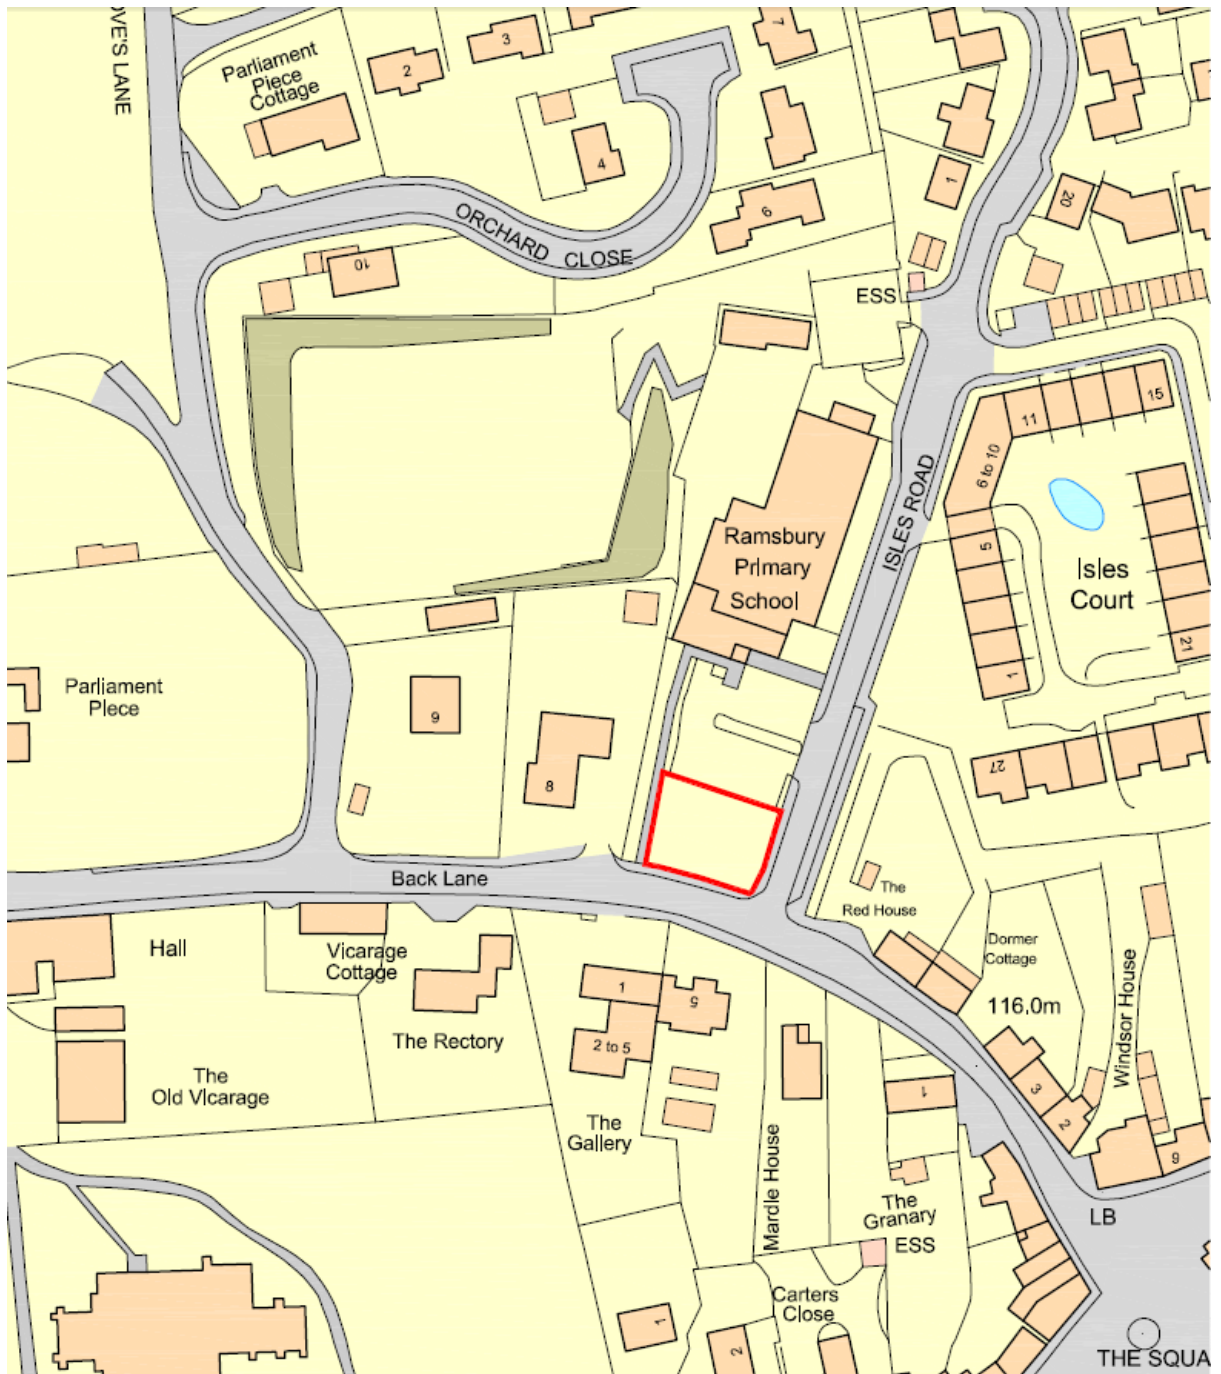 OVE'S LANE
Parliament
Piece
Cottage
2
3
7
4
1
20
6
ORCHARD CLOSE
10
ESS
11
15
6 to 10
ISLES ROAD
Ramsbury
Primary
School
5
Isles
Court
21
1
Parliament
Piece
9
8
27
Back Lane
The
Red House
Hall
Vicarage
Cottage
Dormer
Cottage
1
5
116.0m
Windsor House
The Rectory
2 to 5
The
Old Vicarage
3
1
2
The
Gallery
Mardle House
9
The
Granary
LB
ESS
Carters
Close
1
2
THE SQUA